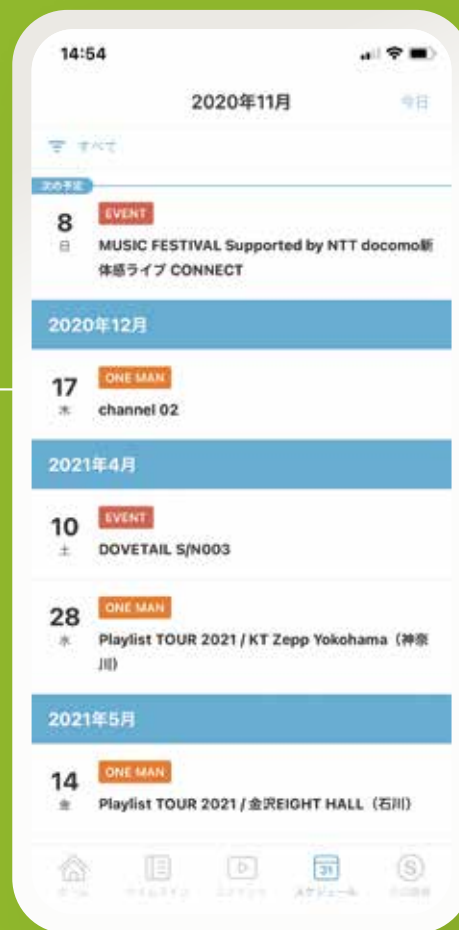 14:54
2020年11月
今日
すべて
次の予定
8
EVENT
日
MUSIC FESTIVAL Supported by NTT docomo新
体感ライブ CONNECT
2020年12月
17
ONE MAN
木
channel 02
2021年4月
10
EVENT
土
DOVETAIL S/N003
28
ONE MAN
水
Playlist TOUR 2021 / KT Zepp Yokohama（神奈
川）
2021年5月
14
ONE MAN
金
Playlist TOUR 2021 / 金沢EIGHT HALL（石川）
31
S
ホーム
スケジュール